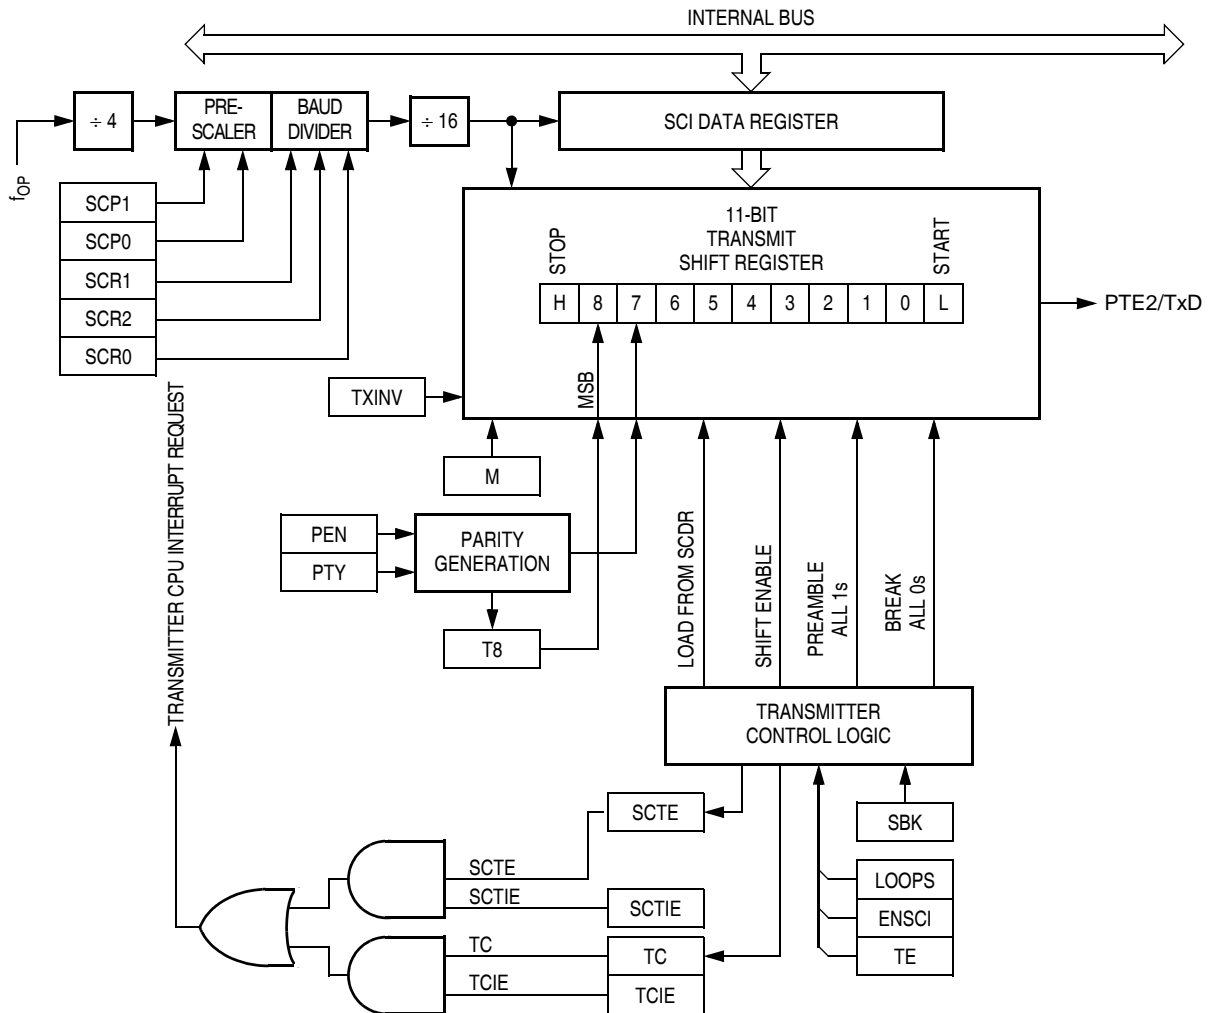 INTERNAL BUS
÷ 4
PRE-
SCALER
BAUD
DIVIDER
÷ 16
SCI DATA REGISTER
fOP
SCP1
SCP0
SCR1
SCR2
SCR0
11-BIT
TRANSMIT
SHIFT REGISTER
STOP
START
H 8 7 6 5 4 3 2 1 0 L
PTE2/TxD
MSB
TXINV
M
PEN
PTY
PARITY
GENERATION
T8
LOAD FROM SCDR
SHIFT ENABLE
PREAMBLE
ALL 1s
BREAK
ALL 0s
TRANSMITTER CPU INTERRUPT REQUEST
TRANSMITTER
CONTROL LOGIC
SCTE
SBK
SCTE
SCTIE
SCTIE
LOOPS
ENSCI
TE
TC
TC
TCIE
TCIE